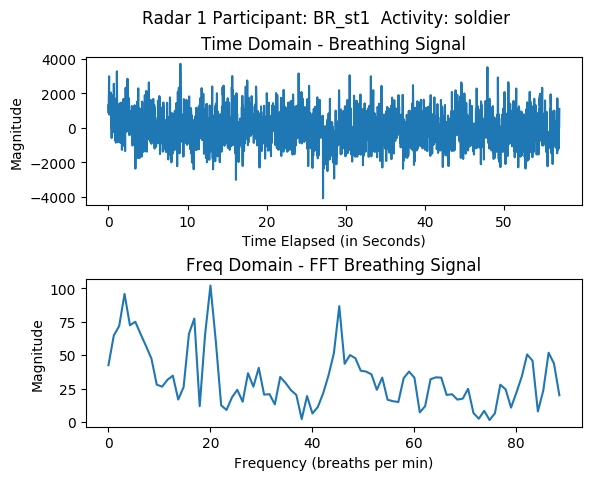 Radar 1 Participant: BR_st1  Activity: soldier
Time Domain - Breathing Signal
4000
2000
0
−2000
−4000
Magnitude
0 10 20 30 40 50
Time Elapsed (in Seconds)
Freq Domain - FFT Breathing Signal
100
75
50
25
0
Magnitude
0 20 40 60 80
Frequency (breaths per min)